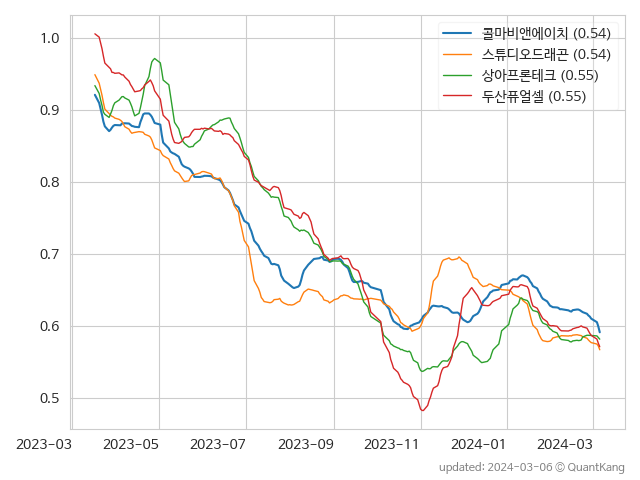 1.0
0.9
0.8
0.7
0.6
0.5
골마비앤에이치 (0.54)
스튜디오드래곤 (0.54)
상아프론테크 (0.55)
두산퓨얼셀 (0.55)
2023-03 2023-05 2023-07 2023-09 2023-11 2024-01 2024-03
updated: 2024-03-06 © QuantKang